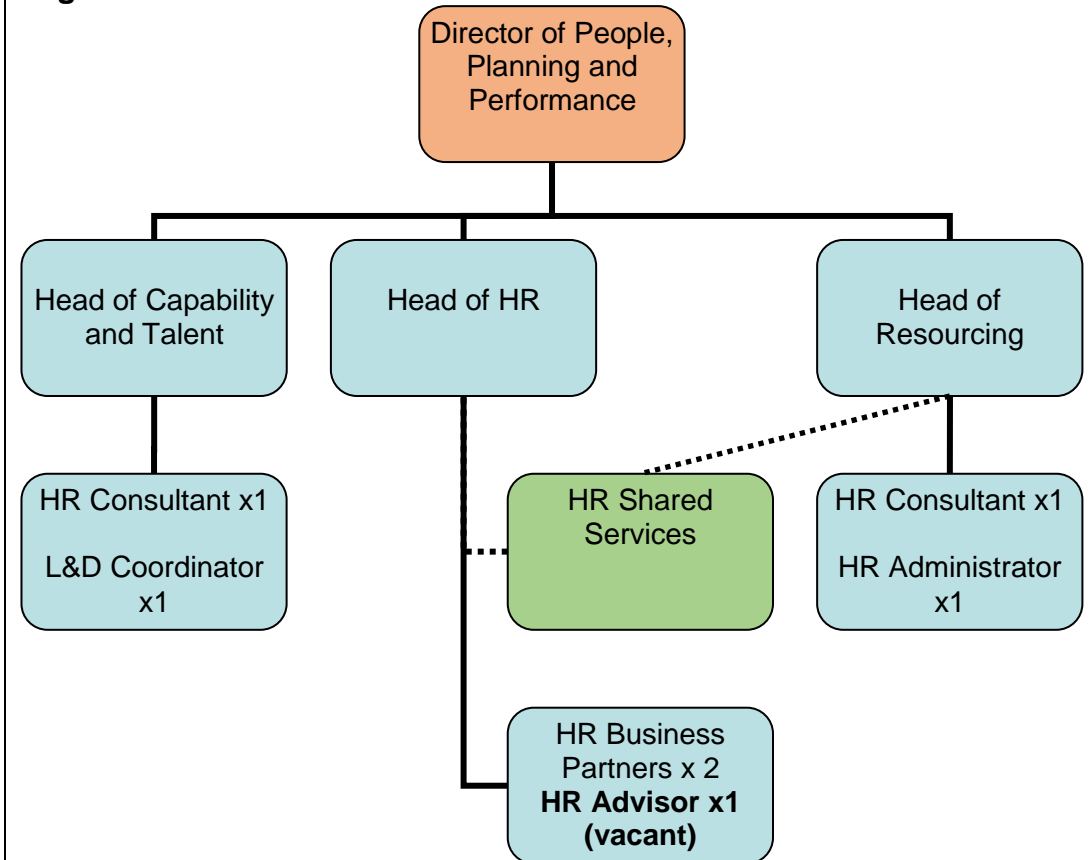 Director of People,
Planning and
Performance
Head of Capability
and Talent
Head of HR
Head of
Resourcing
HR Consultant x1
L&D Coordinator
x1
HR Shared
Services
HR Consultant x1
HR Administrator
x1
HR Business
Partners x 2
HR Advisor x1
(vacant)